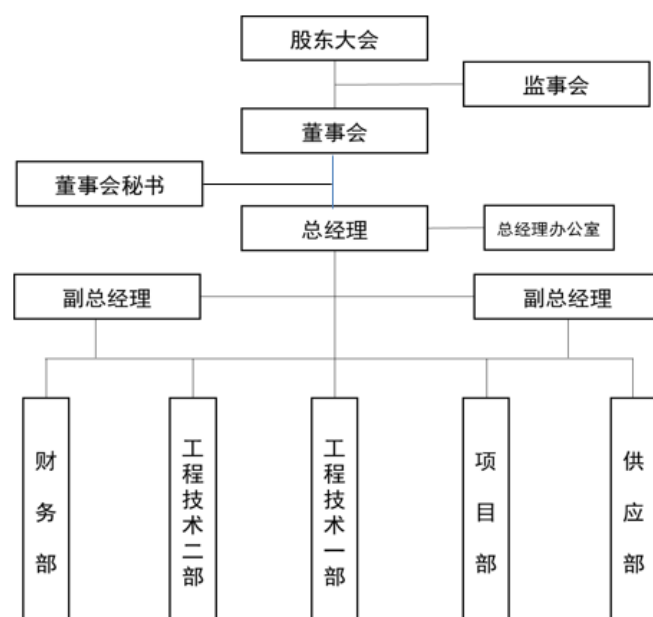 股东大会
监事会
董事会
董事会秘书
总经理
总经理办公室
副总经理
副总经理
财务部
工程技术二部
工程技术一部
项目部
供应部